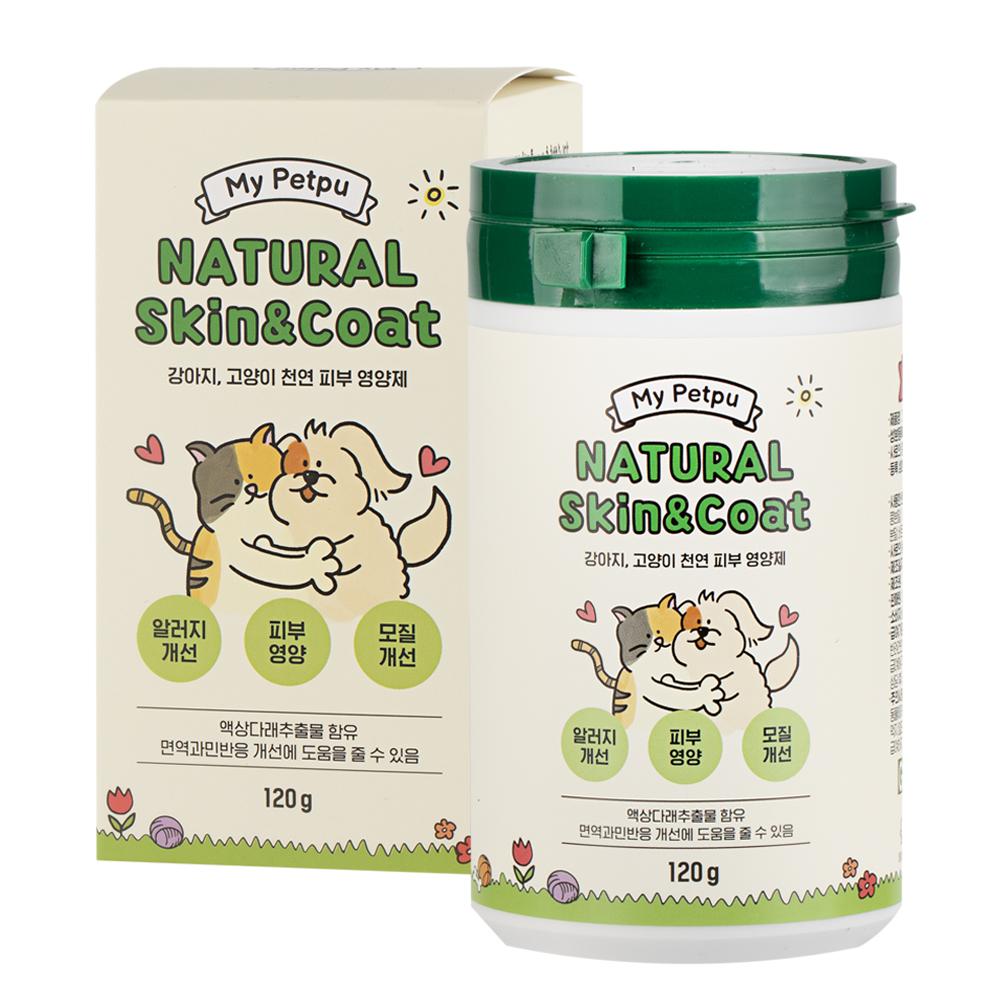 My Petpu
NATURAL
Skin&Coat
강아지, 고양이 천연 피부 영양제
알러지
개선
피부
영양
모질
개선
액상다래추출물 함유
면역과민반응 개선에 도움을 줄 수 있음
120 g
My Petpu
NATURAL
Skin&Coat
강아지, 고양이 천연 피부 영양제
알러지
개선
피부
영양
모질
개선
액상다래추출물 함유
면역과민반응 개선에 도움을 줄 수 있음
120 g